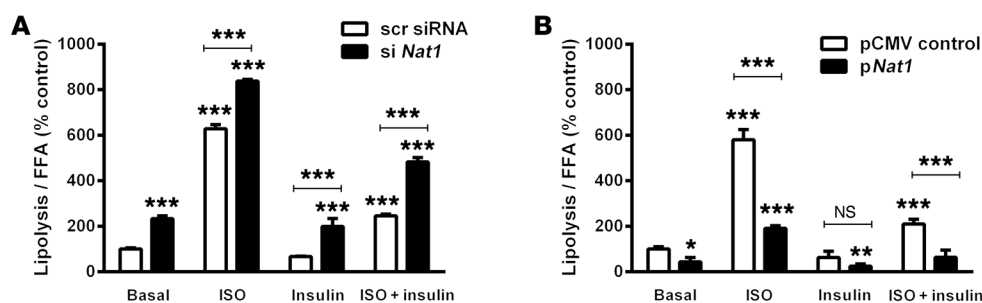 A
scr siRNA
si Nat1
Lipolysis / FFA (% control)
1000
800
600
400
200
0
***
***
***
***
***
***
***
***
***
Basal
ISO
Insulin
ISO + insulin
B
pCMV control
pNat1
Lipolysis / FFA (% control)
1000
800
600
400
200
0
*
***
***
***
NS
**
***
***
Basal
ISO
Insulin
ISO + insulin